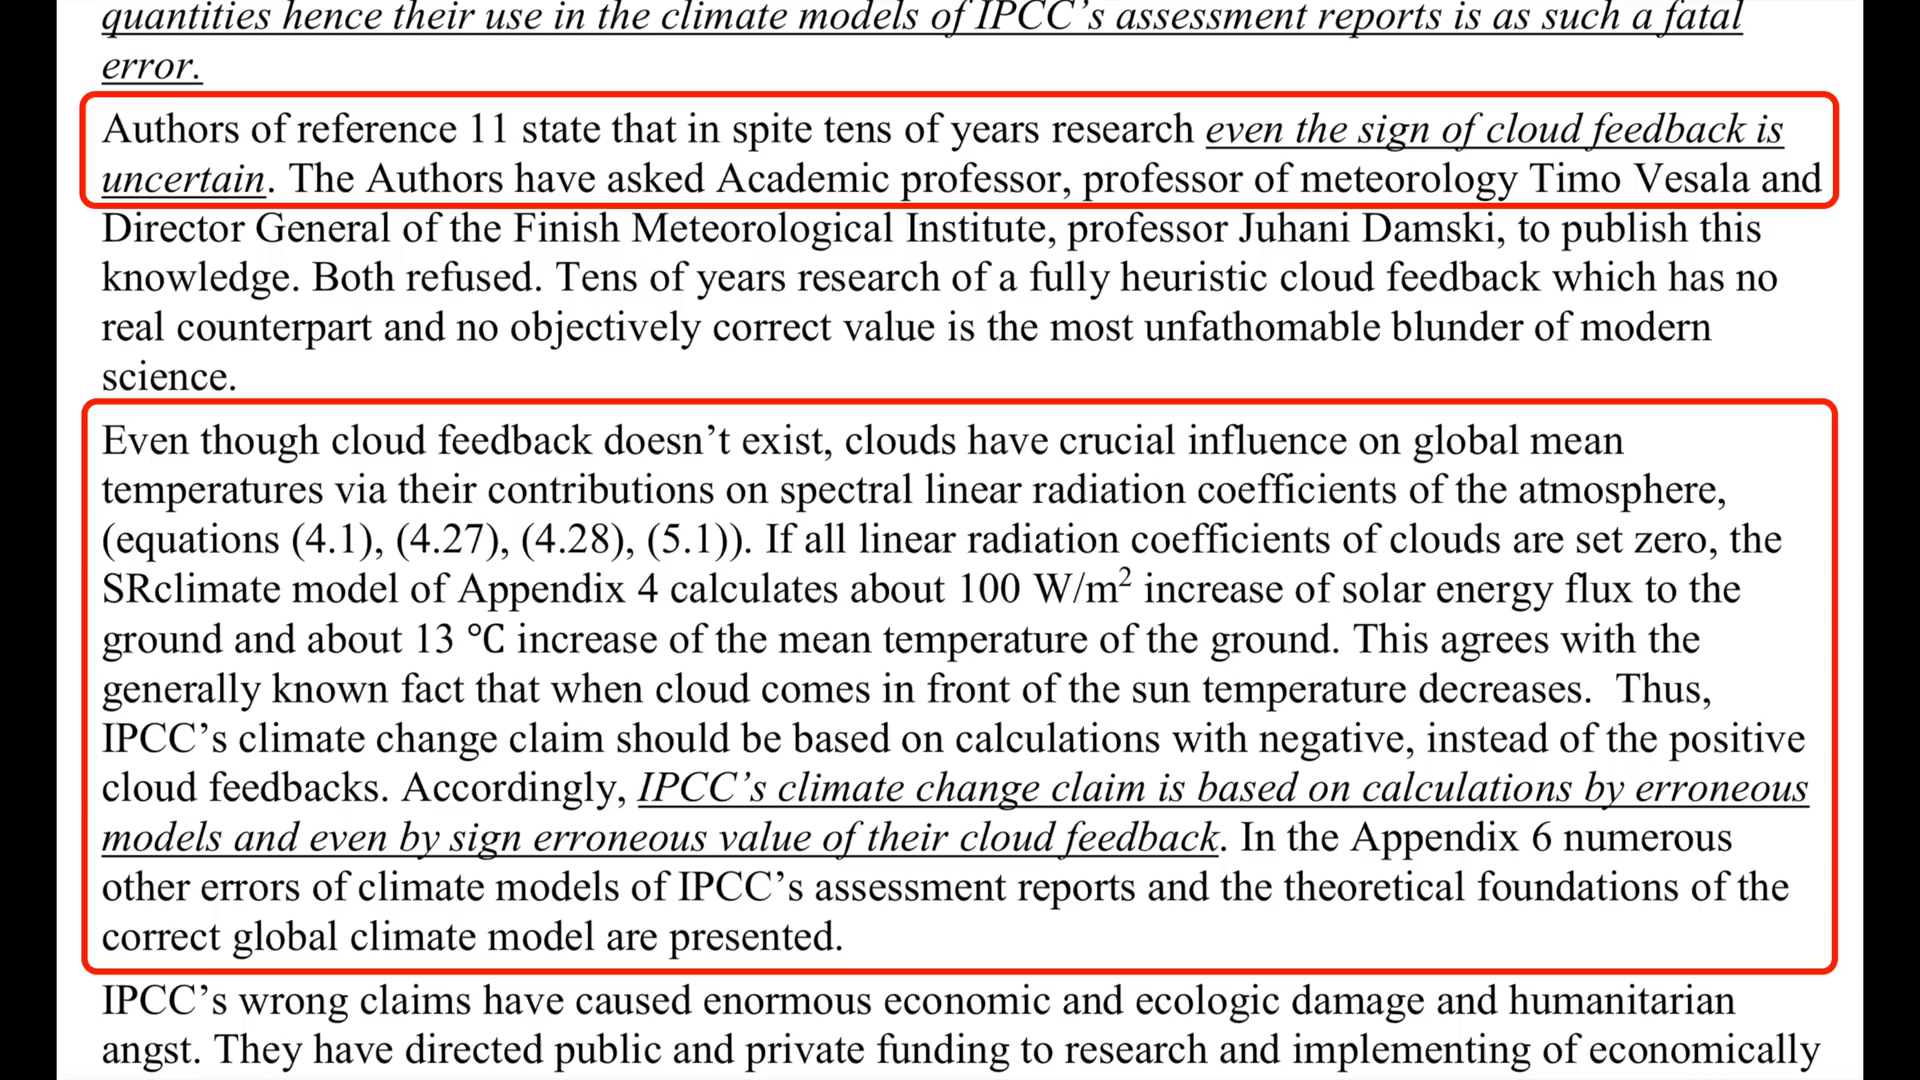 quantities hence their use in the climate models of IPCC's assessment reports is as such a fatal
error.
Authors of reference 11 state that in spite tens of years research even the sign of cloud feedback is
uncertain. The Authors have asked Academic professor, professor of meteorology Timo Vesala and
Director General of the Finish Meteorological Institute, professor Juhani Damski, to publish this
knowledge. Both refused. Tens of years research of a fully heuristic cloud feedback which has no
real counterpart and no objectively correct value is the most unfathomable blunder of modern
science.
Even though cloud feedback doesn't exist, clouds have crucial influence on global mean
temperatures via their contributions on spectral linear radiation coefficients of the atmosphere,
(equations (4.1), (4.27), (4.28), (5.1)). If all linear radiation coefficients of clouds are set zero, the
SRclimate model of Appendix 4 calculates about 100 W/m² increase of solar energy flux to the
ground and about 13 ℃ increase of the mean temperature of the ground. This agrees with the
generally known fact that when cloud comes in front of the sun temperature decreases.  Thus,
IPCC's climate change claim should be based on calculations with negative, instead of the positive
cloud feedbacks. Accordingly, IPCC's climate change claim is based on calculations by erroneous
models and even by sign erroneous value of their cloud feedback. In the Appendix 6 numerous
other errors of climate models of IPCC's assessment reports and the theoretical foundations of the
correct global climate model are presented.
IPCC's wrong claims have caused enormous economic and ecologic damage and humanitarian
angst. They have directed public and private funding to research and implementing of economically